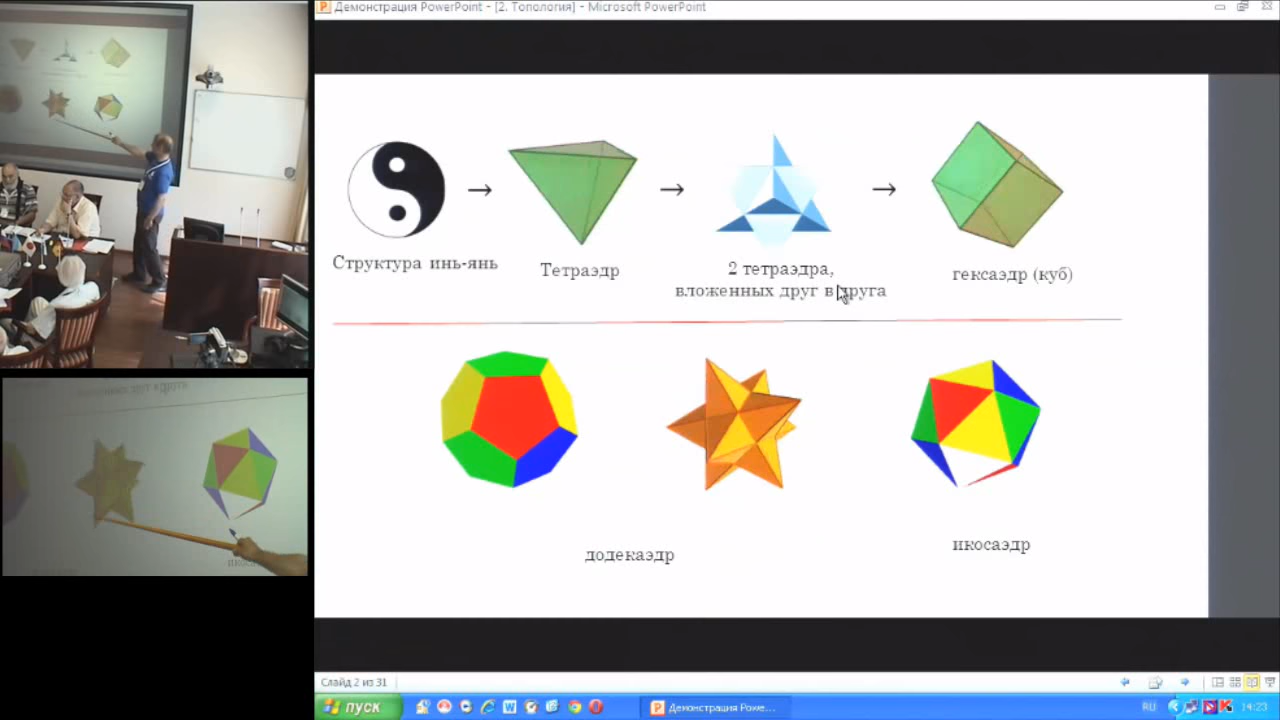 Демонстрация PowerPoint - [2. Топология] - Microsoft PowerPoint
Структура инь-янь
Тетраэдр
2 тетраэдра,
вложенных друг в друга
гексаэдр (куб)
додекаэдр
икосаэдр
Слайд 2 из 31
пуск
Демонстрация Powe...
RU
14:23